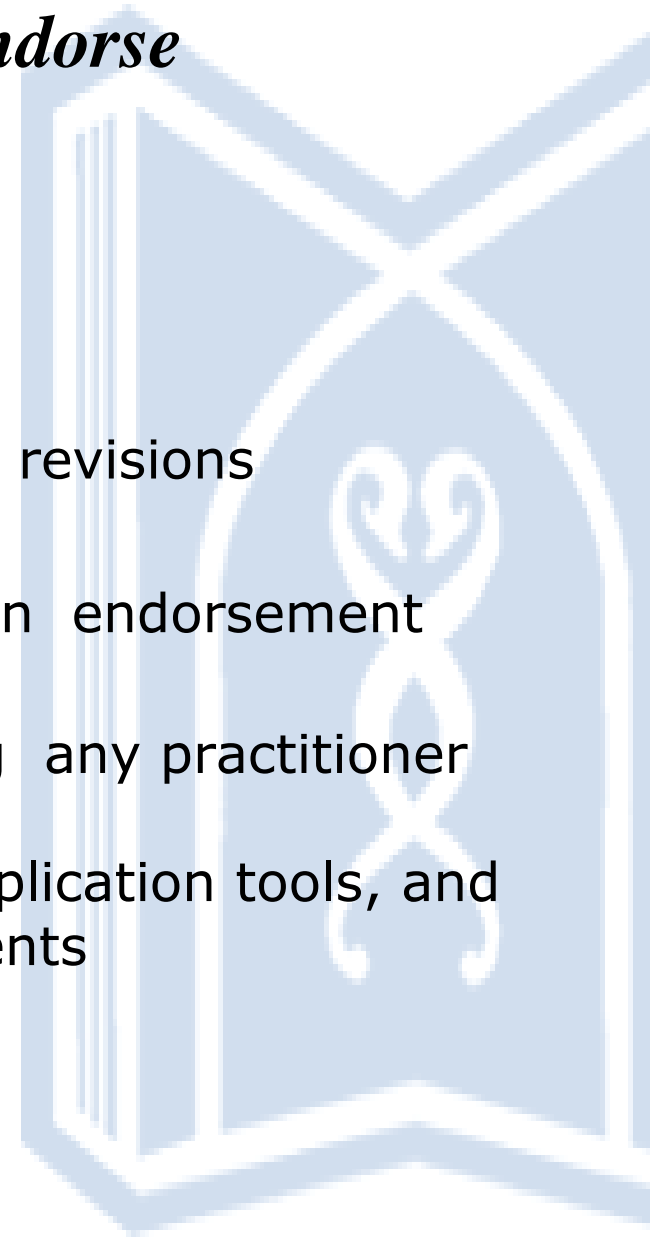 ndorse
revisions
n endorsement
g any practitioner
plication tools, and
ents